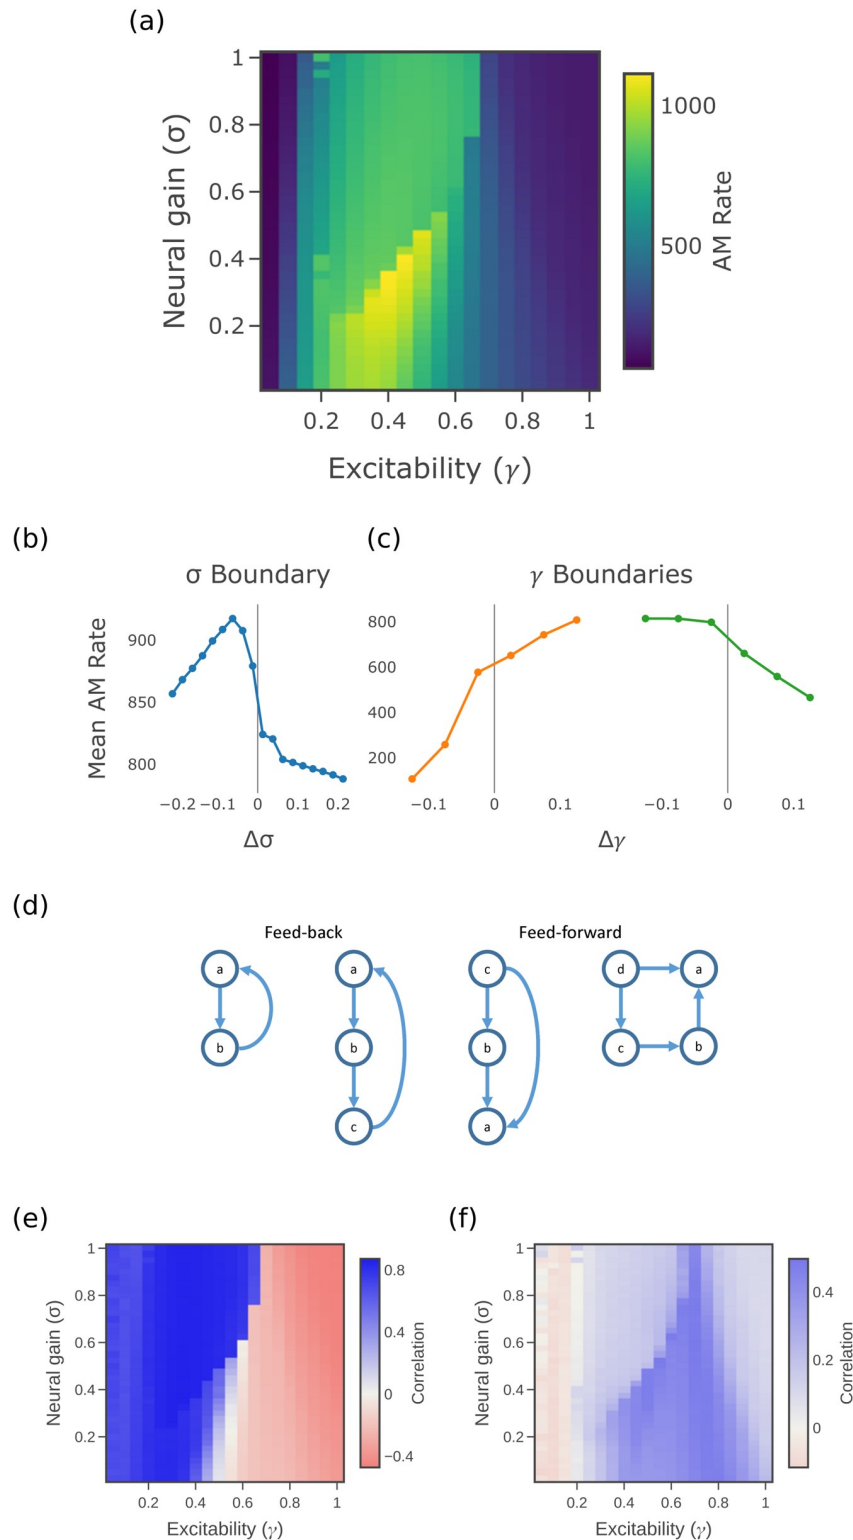 (a)
Neural gain (σ)
1
0.8
0.6
0.4
0.2
0.2 0.4 0.6 0.8 1
Excitability (γ)
1000
500
AM Rate
(b)
σ Boundary
Mean AM Rate
900
850
800
−0.2 −0.1 0 0.1 0.2
Δσ
(c)
γ Boundaries
800
600
400
200
−0.1 0 0.1
−0.1 0 0.1
Δγ
(d)
Feed-back Feed-forward
a a c d a
b b b c b
c a
(e)
Neural gain (σ)
1
0.8
0.6
0.4
0.2
0.2 0.4 0.6 0.8 1
Excitability (γ)
0.8
0.4
0
−0.4
Correlation
(f)
Neural gain (σ)
1
0.8
0.6
0.4
0.2
0.2 0.4 0.6 0.8 1
Excitability (γ)
0.4
0.2
0
Correlation